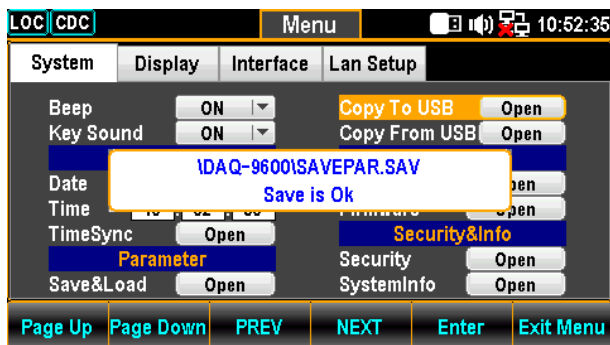 LOC CDC Menu 10:52:35
System Display Interface Lan Setup
Beep ON Copy To USB Open
Key Sound ON Copy From USB Open
\DAQ-9600\SAVEPAR.SAV
Save is Ok
Date
Time
TimeSync Open Security&Info
Parameter Security Open
Save&Load Open SystemInfo Open
Page Up Page Down PREV NEXT Enter Exit Menu